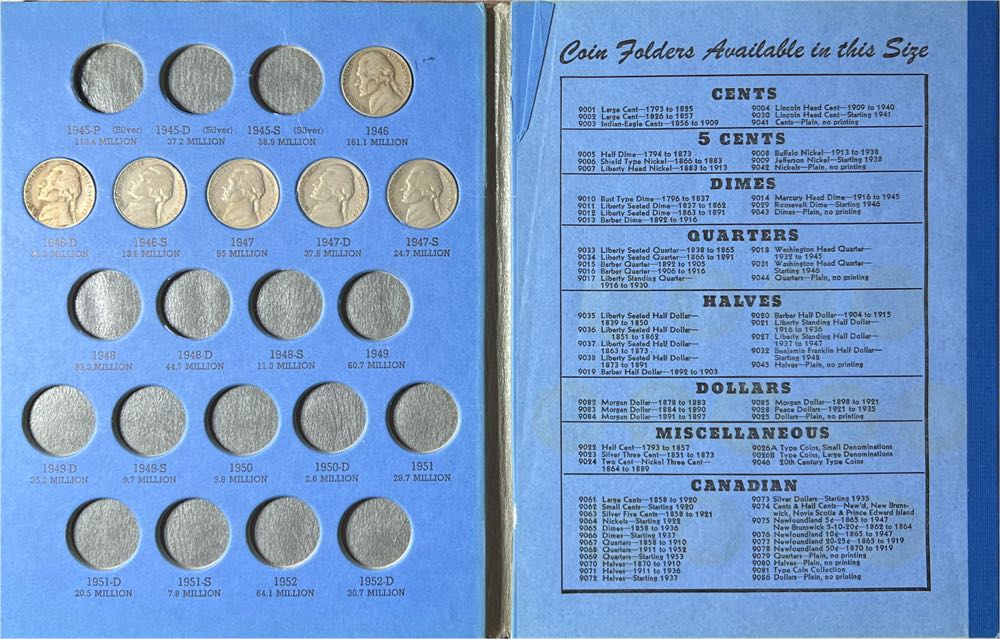 1945-P (Silver) 1945-D (Silver) 1945-S (Silver) 1946
119.4 MILLION 37.2 MILLION 58.9 MILLION 161.1 MILLION
1946-D 1946-S 1947 1947-D 1947-S
MILLION MILLION 95 MILLION 37.8 MILLION 24.7 MILLION
1948 1948-D 1948-S 1949
MILLION 44.7 MILLION 11.3 MILLION 60.7 MILLION
1949-D 1949-S 1950 1950-D 1951
35.2 MILLION 9.7 MILLION 9.8 MILLION 2.6 MILLION 28.7 MILLION
1951-D 1951-S 1952 1952-D
20.5 MILLION 7.8 MILLION 64.1 MILLION 30.7 MILLION
Coin Folders Available in this Size
CENTS
9001 Large Cent—1793 to 1825
9002 Large Cent—1826 to 1857
9003 Indian-Eagle Cents—1856 to 1909
9004 Lincoln Head Cent—1909 to 1940
9030 Lincoln Head Cent—Starting 1941
9041 Cents—Plain, no printing
5 CENTS
9005 Half Dime—1794 to 1873
9006 Shield Type Nickel—1866 to 1883
9007 Liberty Head Nickel—1883 to 1913
9008 Buffalo Nickel—1913 to 1938
9009 Jefferson Nickel—Starting 1938
9042 Nickels—Plain, no printing
DIMES
9010 Bust Type Dime—1796 to 1837
9011 Liberty Seated Dime—1837 to 1862
9012 Liberty Seated Dime—1863 to 1891
9013 Barber Dime—1892 to 1916
9014 Mercury Head Dime—1916 to 1945
9029 Roosevelt Dime—Starting 1946
9043 Dimes—Plain, no printing
QUARTERS
9033 Liberty Seated Quarter—1838 to 1865
9034 Liberty Seated Quarter—1866 to 1891
9015 Barber Quarter—1892 to 1905
9016 Barber Quarter—1906 to 1916
9017 Liberty Standing Quarter—
1916 to 1930
9018 Washington Head Quarter—
1932 to 1945
9031 Washington Head Quarter—
Starting 1946
9044 Quarters—Plain, no printing
HALVES
9035 Liberty Seated Half Dollar—
1839 to 1850
9036 Liberty Seated Half Dollar—
1851 to 1862
9037 Liberty Seated Half Dollar—
1863 to 1873
9038 Liberty Seated Half Dollar—
1873 to 1891
9019 Barber Half Dollar—1892 to 1903
9020 Barber Half Dollar—1904 to 1915
9021 Liberty Standing Half Dollar—
1916 to 1936
9027 Liberty Standing Half Dollar—
1937 to 1947
9032 Benjamin Franklin Half Dollar—
Starting 1948
9045 Halves—Plain, no printing
DOLLARS
9082 Morgan Dollar—1878 to 1883
9083 Morgan Dollar—1884 to 1890
9084 Morgan Dollar—1891 to 1897
9085 Morgan Dollar—1898 to 1921
9028 Peace Dollar—1921 to 1935
9025 Dollars—Plain, no printing
MISCELLANEOUS
9022 Half Cent—1793 to 1857
9023 Silver Three Cent—1851 to 1873
9024 Two Cent—Nickel Three Cent—
1864 to 1889
9026A Type Coins, Small Denominations
9026B Type Coins, Large Denominations
9046 20th Century Type Coins
CANADIAN
9061 Large Cents—1858 to 1920
9062 Small Cents—Starting 1920
9063 Silver Five Cents—1858 to 1921
9064 Nickels—Starting 1922
9065 Dimes—1858 to 1936
9066 Dimes—Starting 1937
9067 Quarters—1858 to 1910
9068 Quarters—1911 to 1952
9069 Quarters—Starting 1953
9070 Halves—1870 to 1910
9071 Halves—1911 to 1936
9072 Halves—Starting 1937
9073 Silver Dollars—Starting 1935
9074 Cents & Half Cents—New'd, New Bruns-
wick, Novia Scotia & Prince Edward Island
9075 Newfoundland 5¢—1865 to 1947
New Brunswick 5-10-20¢—1862 to 1864
9076 Newfoundland 10¢—1865 to 1947
9077 Newfoundland 20-25¢—1865 to 1919
9078 Newfoundland 50¢—1870 to 1919
9079 Quarters—Plain, no printing
9080 Halves—Plain, no printing
9081 Type Coin Collection
9086 Dollars—Plain, no printing